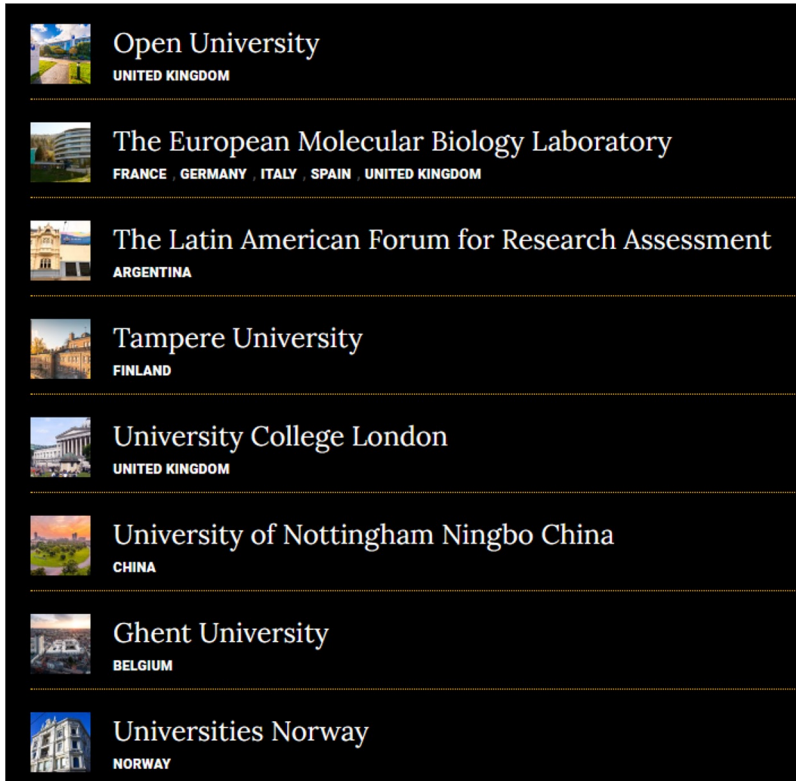 Open University
UNITED KINGDOM
The European Molecular Biology Laboratory
FRANCE , GERMANY , ITALY , SPAIN , UNITED KINGDOM
The Latin American Forum for Research Assessment
ARGENTINA
Tampere University
FINLAND
University College London
UNITED KINGDOM
University of Nottingham Ningbo China
CHINA
Ghent University
BELGIUM
Universities Norway
NORWAY